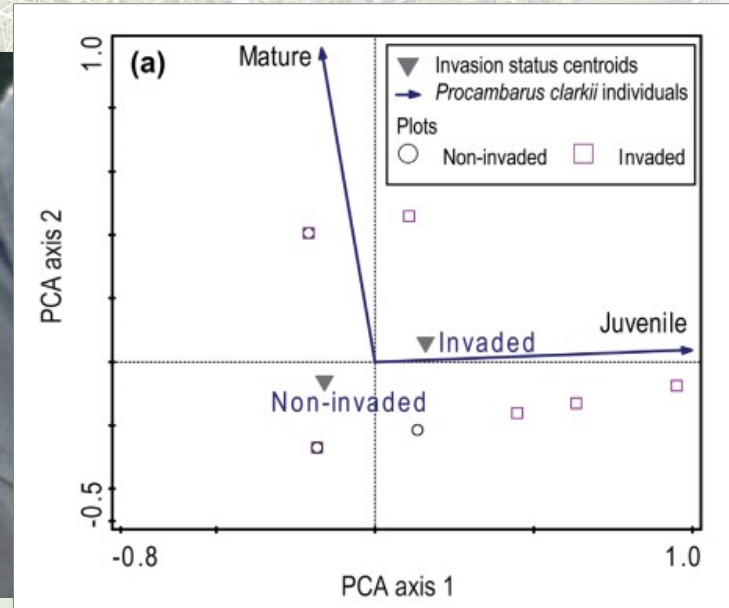 (a)
Mature
Invasion status centroids
Procambarus clarkii individuals
Plots
Non-invaded
Invaded
1.0
PCA axis 2
-0.5
Juvenile
Invaded
Non-invaded
-0.8
1.0
PCA axis 1